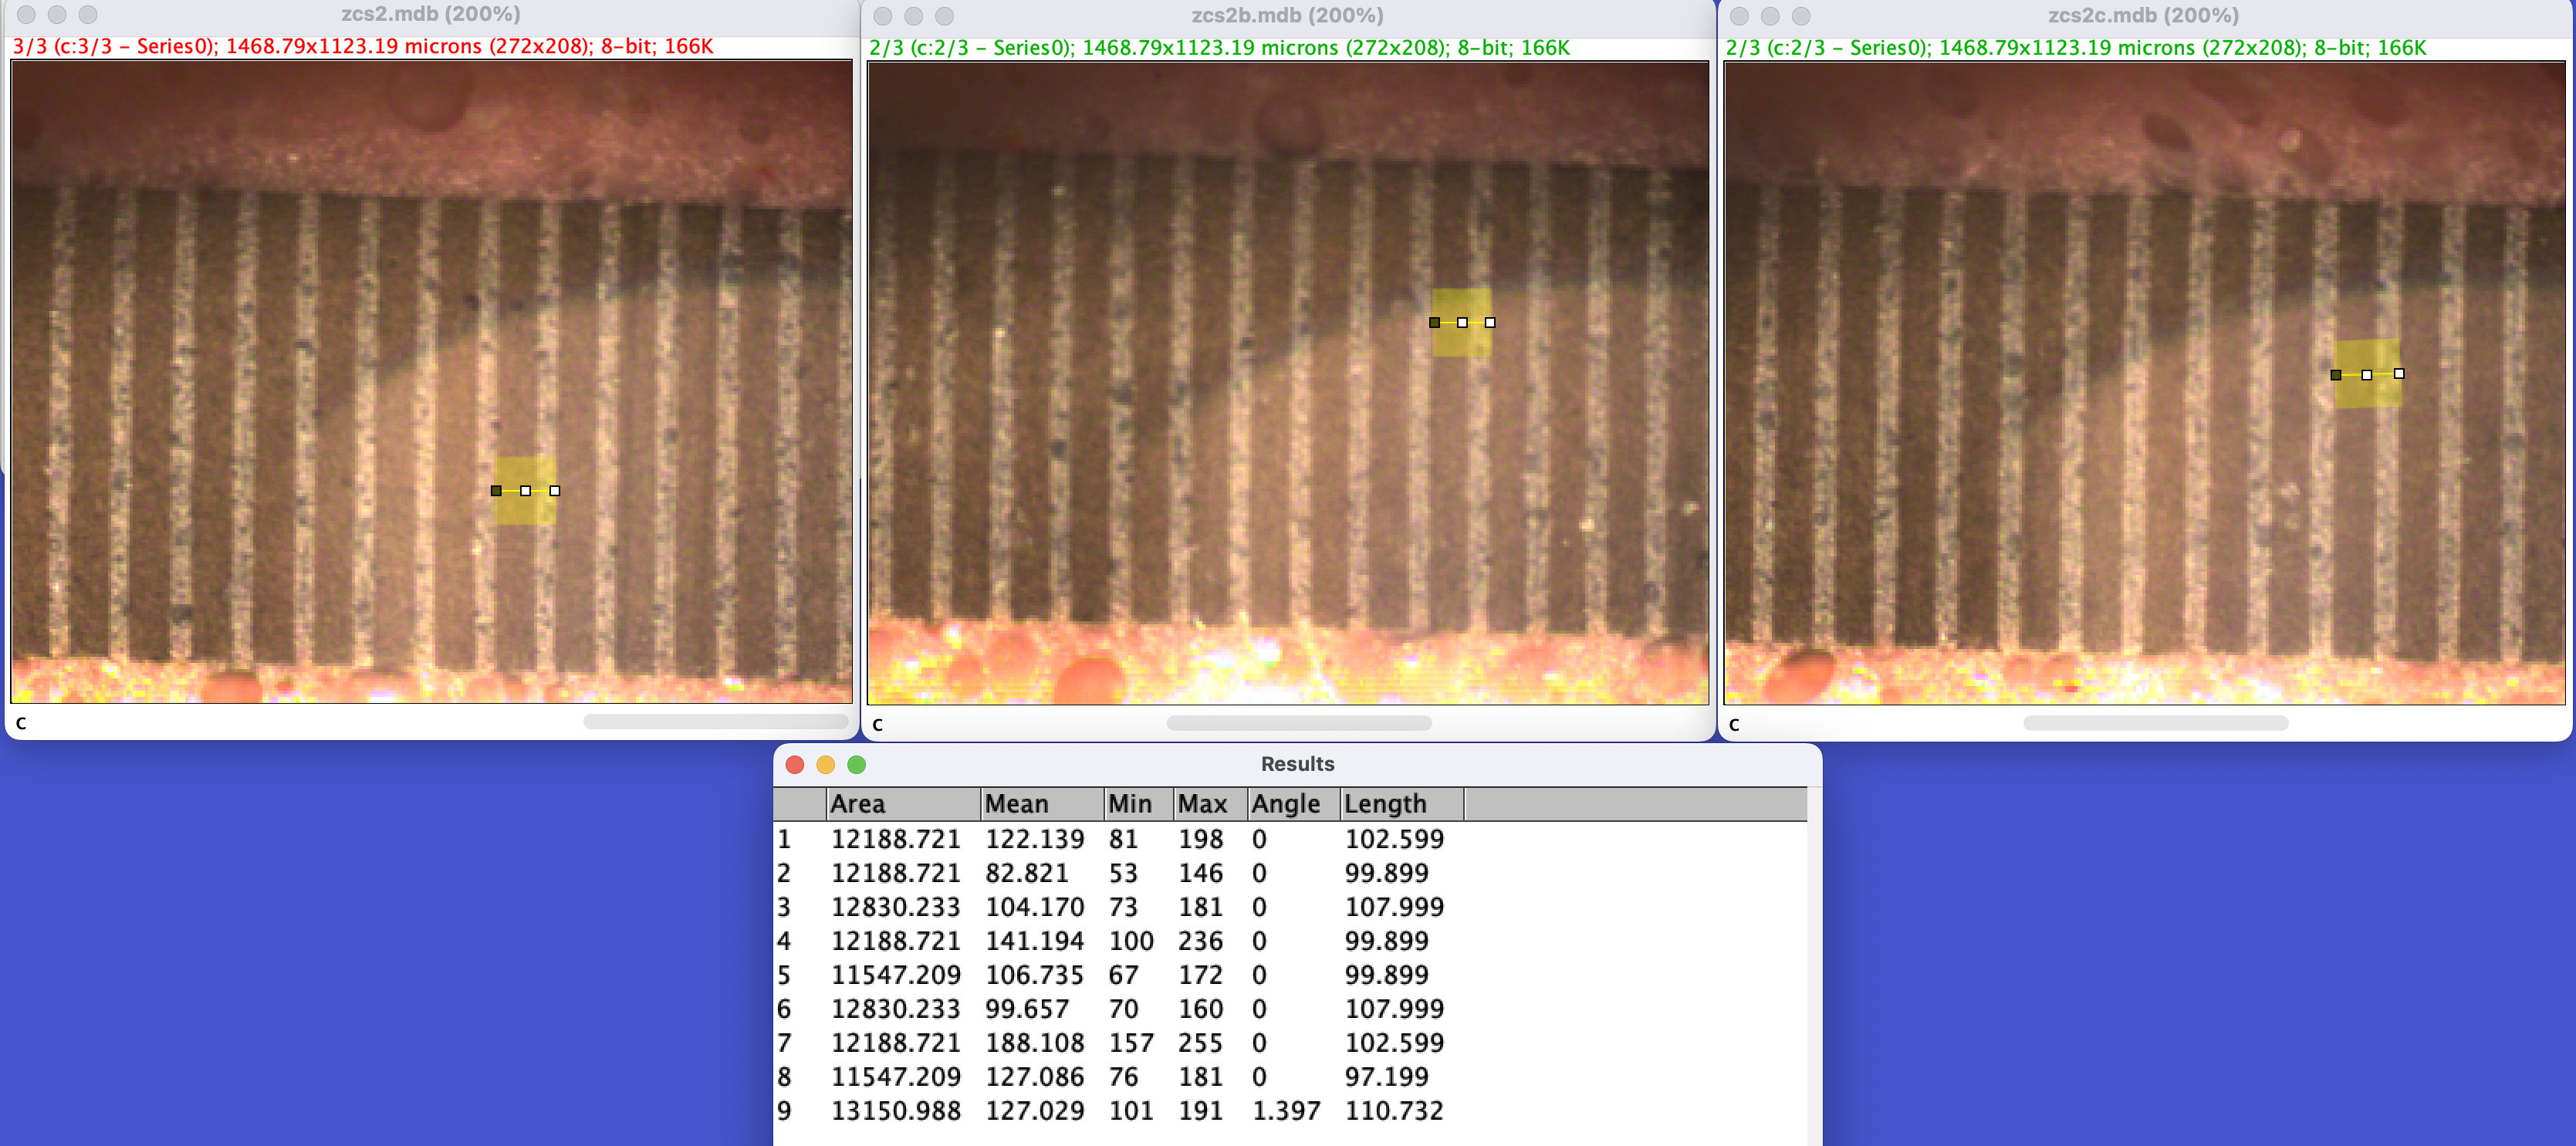 zcs2.mdb (200%)
3/3 (c:3/3 – Series0); 1468.79x1123.19 microns (272x208); 8-bit; 166K
c
zcs2b.mdb (200%)
2/3 (c:2/3 – Series0); 1468.79x1123.19 microns (272x208); 8-bit; 166K
c
zcs2c.mdb (200%)
2/3 (c:2/3 – Series0); 1468.79x1123.19 microns (272x208); 8-bit; 166K
c
Results
Area Mean Min Max Angle Length
1 12188.721 122.139 81 198 0 102.599
2 12188.721 82.821 53 146 0 99.899
3 12830.233 104.170 73 181 0 107.999
4 12188.721 141.194 100 236 0 99.899
5 11547.209 106.735 67 172 0 99.899
6 12830.233 99.657 70 160 0 107.999
7 12188.721 188.108 157 255 0 102.599
8 11547.209 127.086 76 181 0 97.199
9 13150.988 127.029 101 191 1.397 110.732